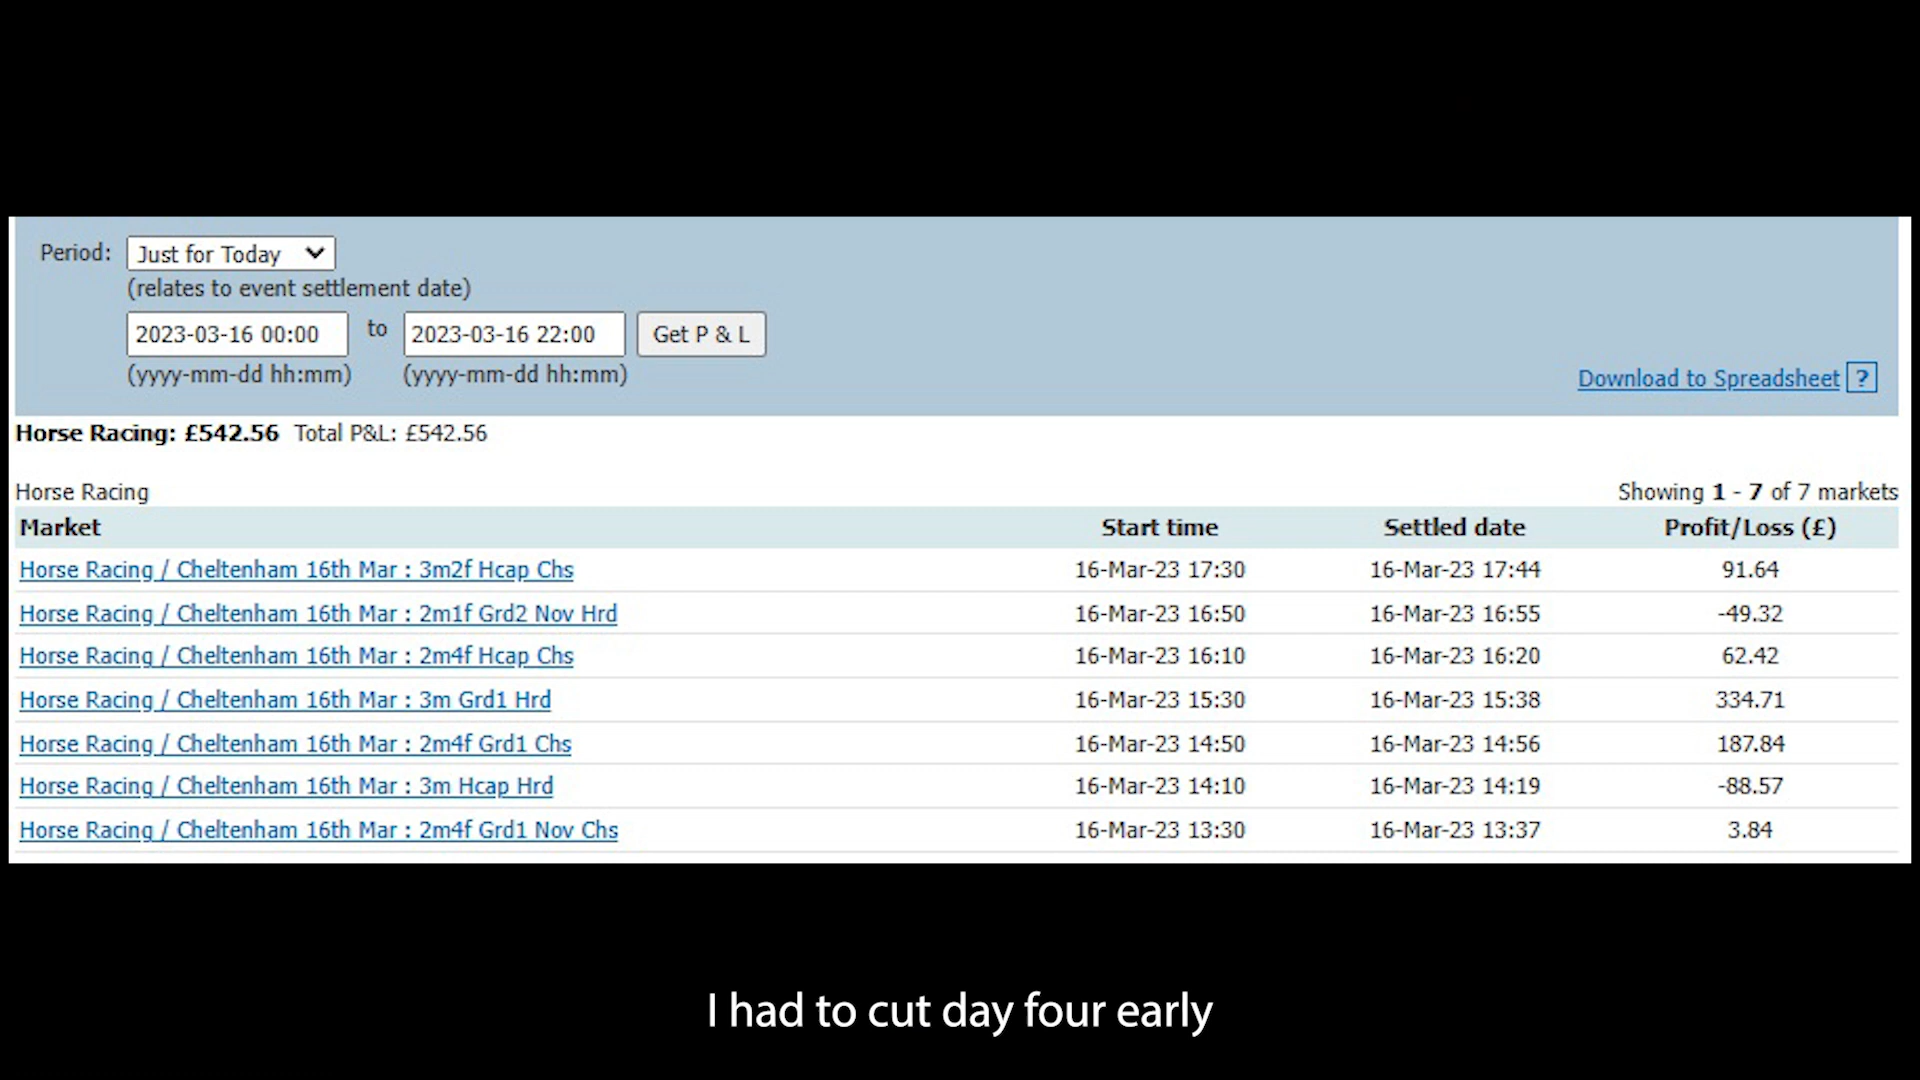 Period: Just for Today
(relates to event settlement date)
2023-03-16 00:00 to 2023-03-16 22:00 Get P & L
(yyyy-mm-dd hh:mm) (yyyy-mm-dd hh:mm)
Download to Spreadsheet ?
Horse Racing: £542.56 Total P&L: £542.56
Horse Racing Showing 1 - 7 of 7 markets
Market Start time Settled date Profit/Loss (£)
Horse Racing / Cheltenham 16th Mar : 3m2f Hcap Chs 16-Mar-23 17:30 16-Mar-23 17:44 91.64
Horse Racing / Cheltenham 16th Mar : 2m1f Grd2 Nov Hrd 16-Mar-23 16:50 16-Mar-23 16:55 -49.32
Horse Racing / Cheltenham 16th Mar : 2m4f Hcap Chs 16-Mar-23 16:10 16-Mar-23 16:20 62.42
Horse Racing / Cheltenham 16th Mar : 3m Grd1 Hrd 16-Mar-23 15:30 16-Mar-23 15:38 334.71
Horse Racing / Cheltenham 16th Mar : 2m4f Grd1 Chs 16-Mar-23 14:50 16-Mar-23 14:56 187.84
Horse Racing / Cheltenham 16th Mar : 3m Hcap Hrd 16-Mar-23 14:10 16-Mar-23 14:19 -88.57
Horse Racing / Cheltenham 16th Mar : 2m4f Grd1 Nov Chs 16-Mar-23 13:30 16-Mar-23 13:37 3.84
I had to cut day four early